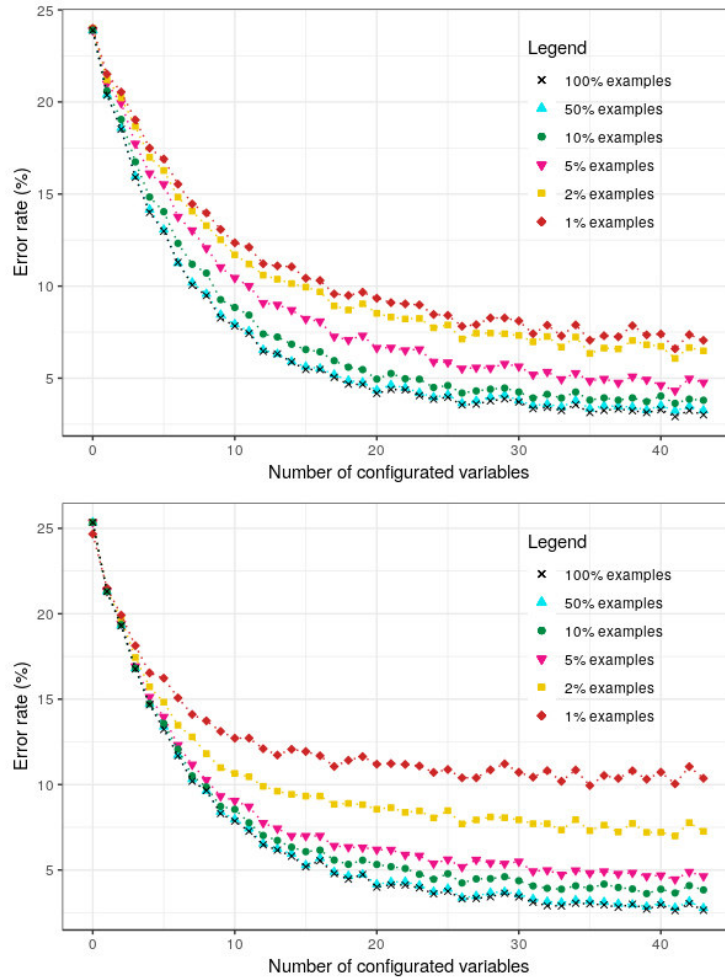 25
20
15
10
5
Error rate (%)
Legend
100% examples
50% examples
10% examples
5% examples
2% examples
1% examples
0 10 20 30 40
Number of configurated variables
25
20
15
10
5
Error rate (%)
Legend
100% examples
50% examples
10% examples
5% examples
2% examples
1% examples
0 10 20 30 40
Number of configurated variables